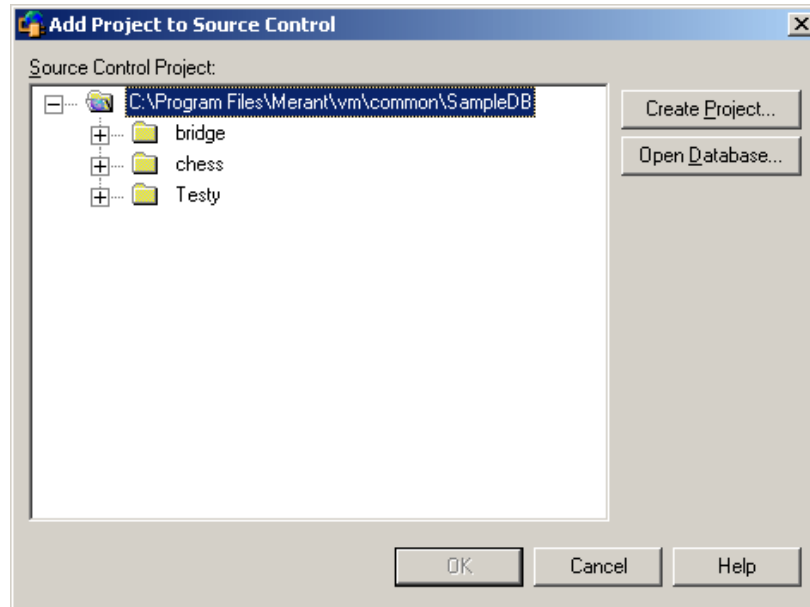 Add Project to Source Control
Source Control Project:
C:\Program Files\Merant\vm\common\SampleDB
bridge
chess
Testy
Create Project...
Open Database...
OK
Cancel
Help